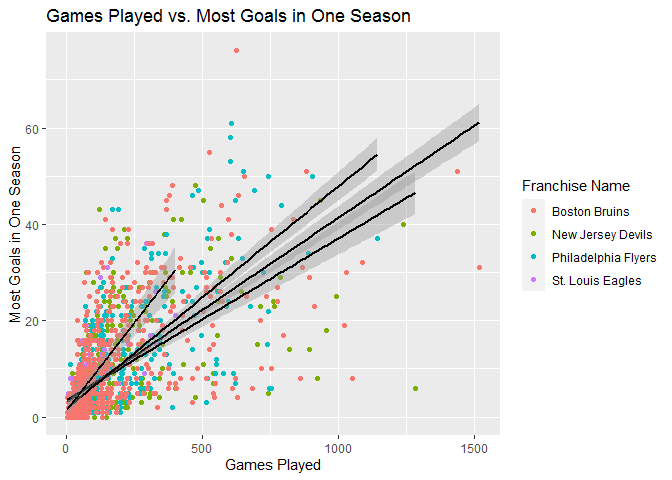 Games Played vs. Most Goals in One Season
Most Goals in One Season
60
40
20
0
0
500
1000
1500
Games Played
Franchise Name
Boston Bruins
New Jersey Devils
Philadelphia Flyers
St. Louis Eagles